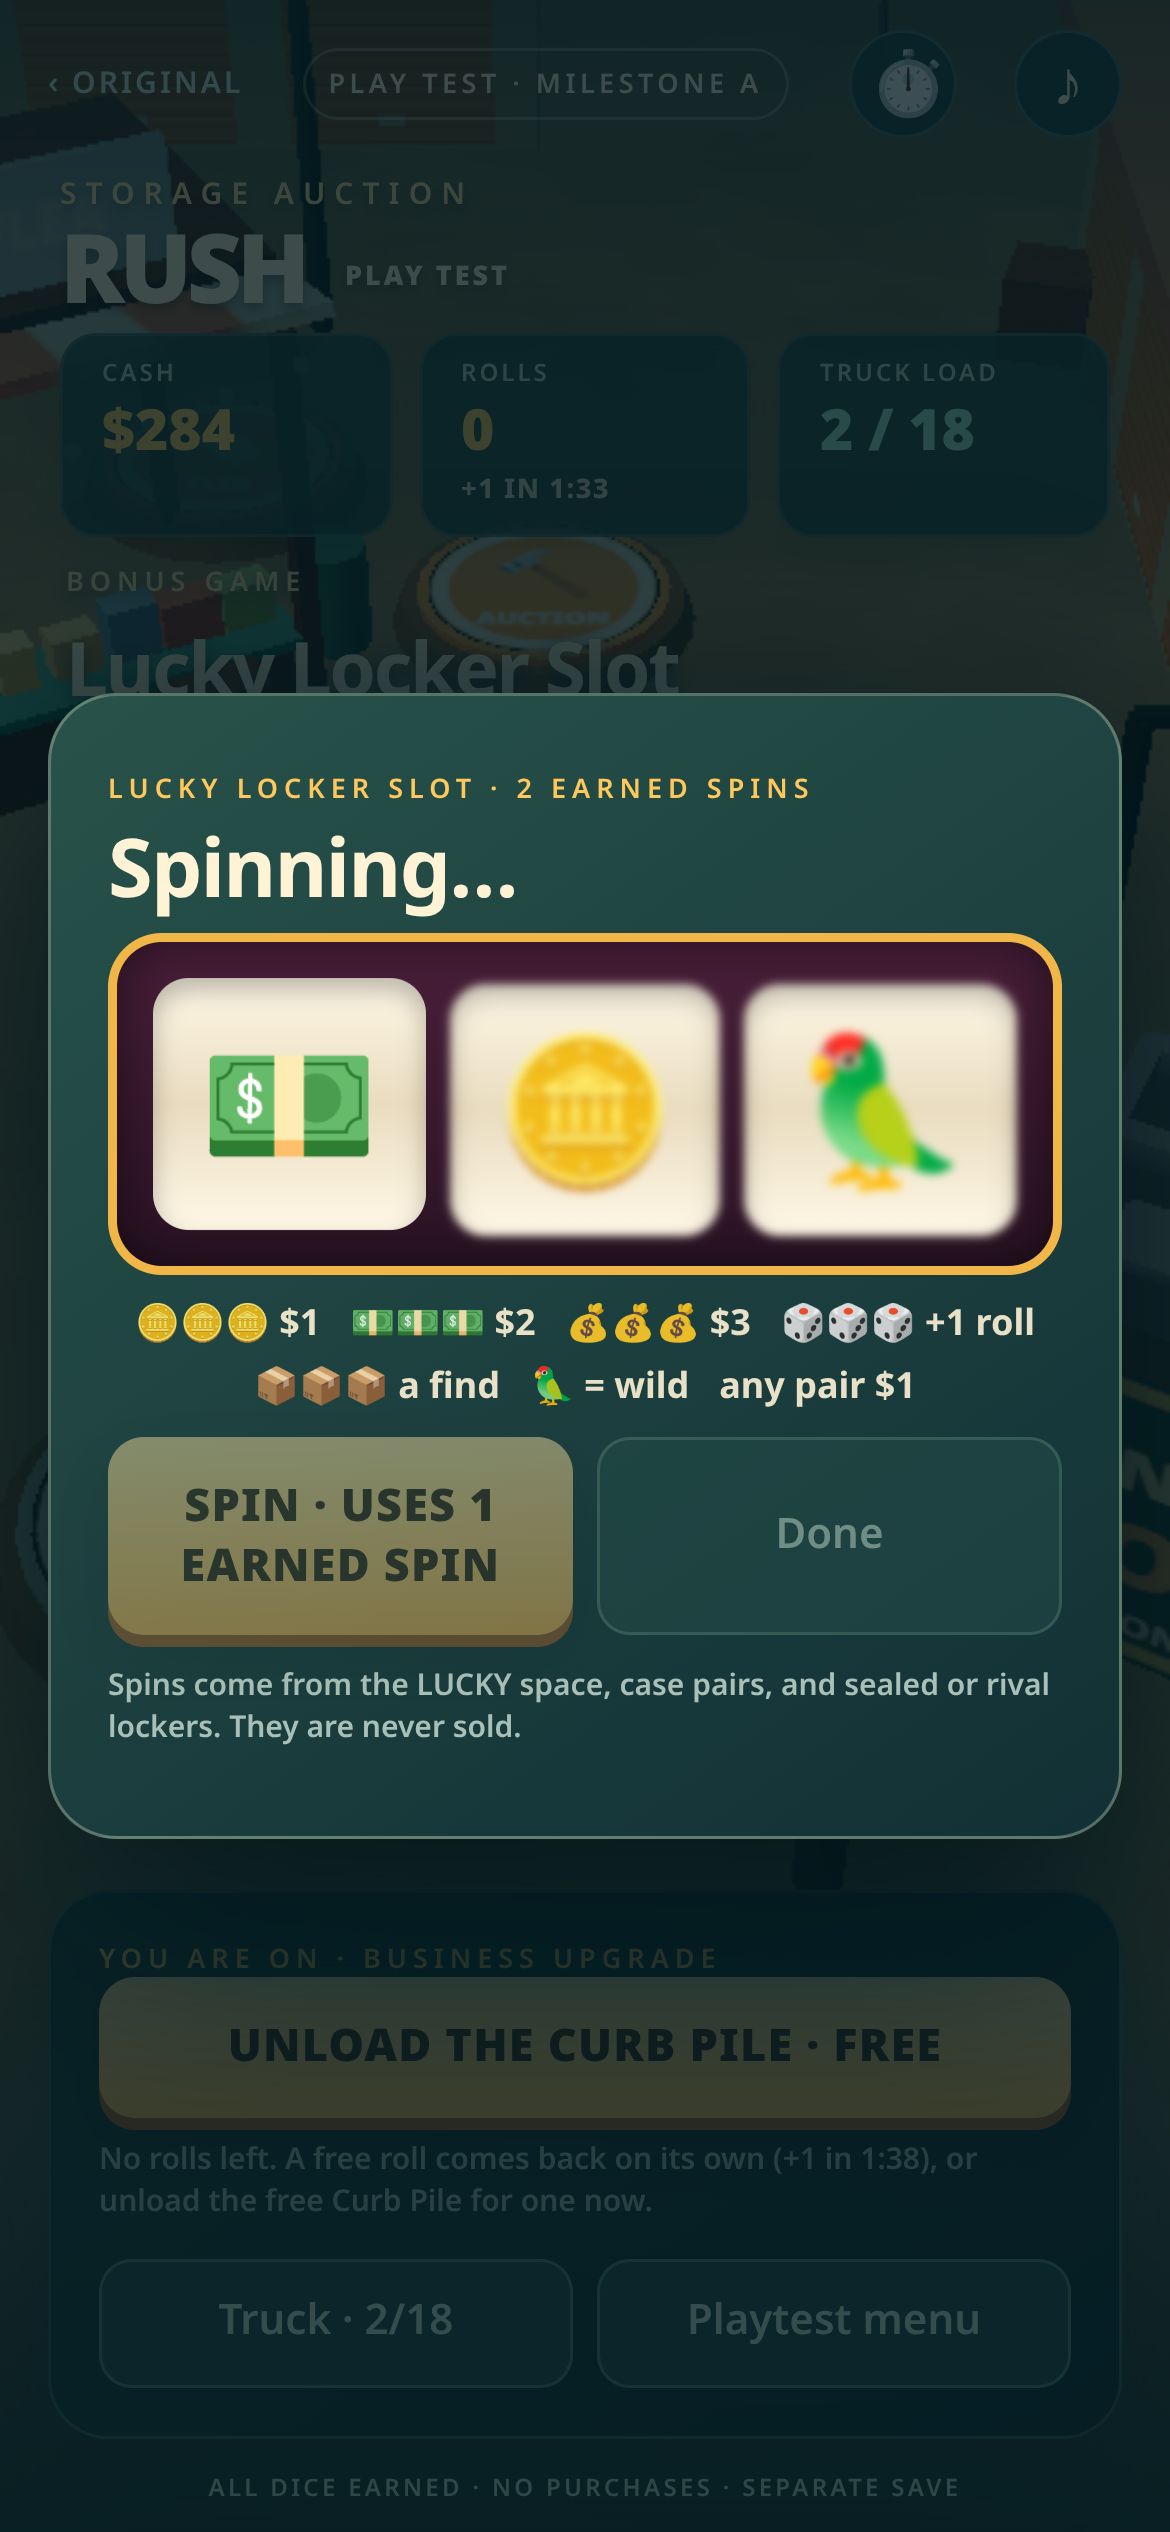 ‹ ORIGINAL
PLAY TEST · MILESTONE A
STORAGE AUCTION
RUSH PLAY TEST
CASH
$284
ROLLS
0
+1 IN 1:33
TRUCK LOAD
2 / 18
BONUS GAME
AUCTION
Lucky Locker Slot
LUCKY LOCKER SLOT · 2 EARNED SPINS
Spinning...
$1 $2 $3 +1 roll
a find = wild any pair $1
SPIN · USES 1
EARNED SPIN
Done
Spins come from the LUCKY space, case pairs, and sealed or rival
lockers. They are never sold.
YOU ARE ON · BUSINESS UPGRADE
UNLOAD THE CURB PILE · FREE
No rolls left. A free roll comes back on its own (+1 in 1:38), or
unload the free Curb Pile for one now.
Truck · 2/18
Playtest menu
ALL DICE EARNED · NO PURCHASES · SEPARATE SAVE